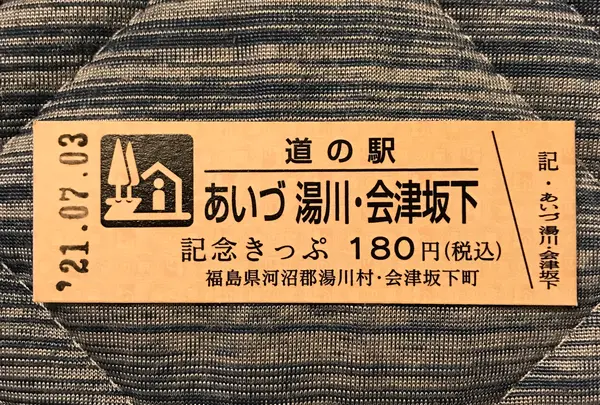 '21.07.03
道の駅
あいづ 湯川・会津坂下
記念きっぷ 180円(税込)
福島県河沼郡湯川村・会津坂下町
記・あいづ 湯川・会津坂下